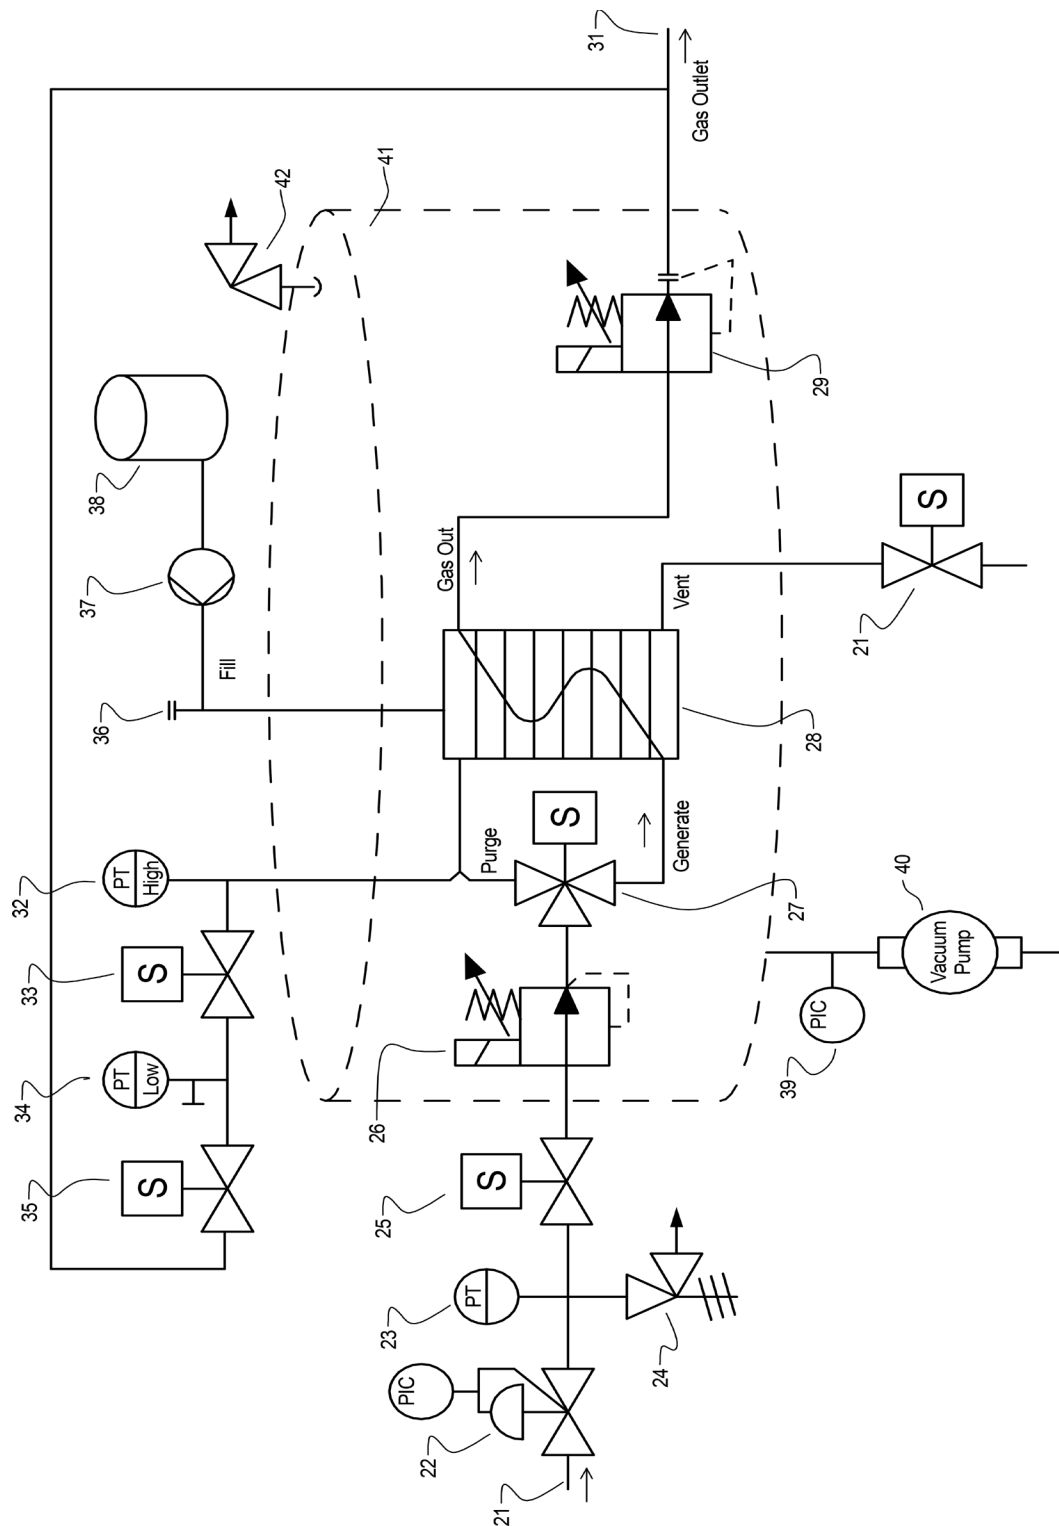 31
Gas Outlet
42
41
38
29
37
Gas Out
S
36
Fill
Vent
21
28
32
PT
High
Purge
S
Generate
27
40
33
S
Vacuum
Pump
34
PT
Low
PIC
39
26
35
S
25
S
23
PT
24
PIC
22
21